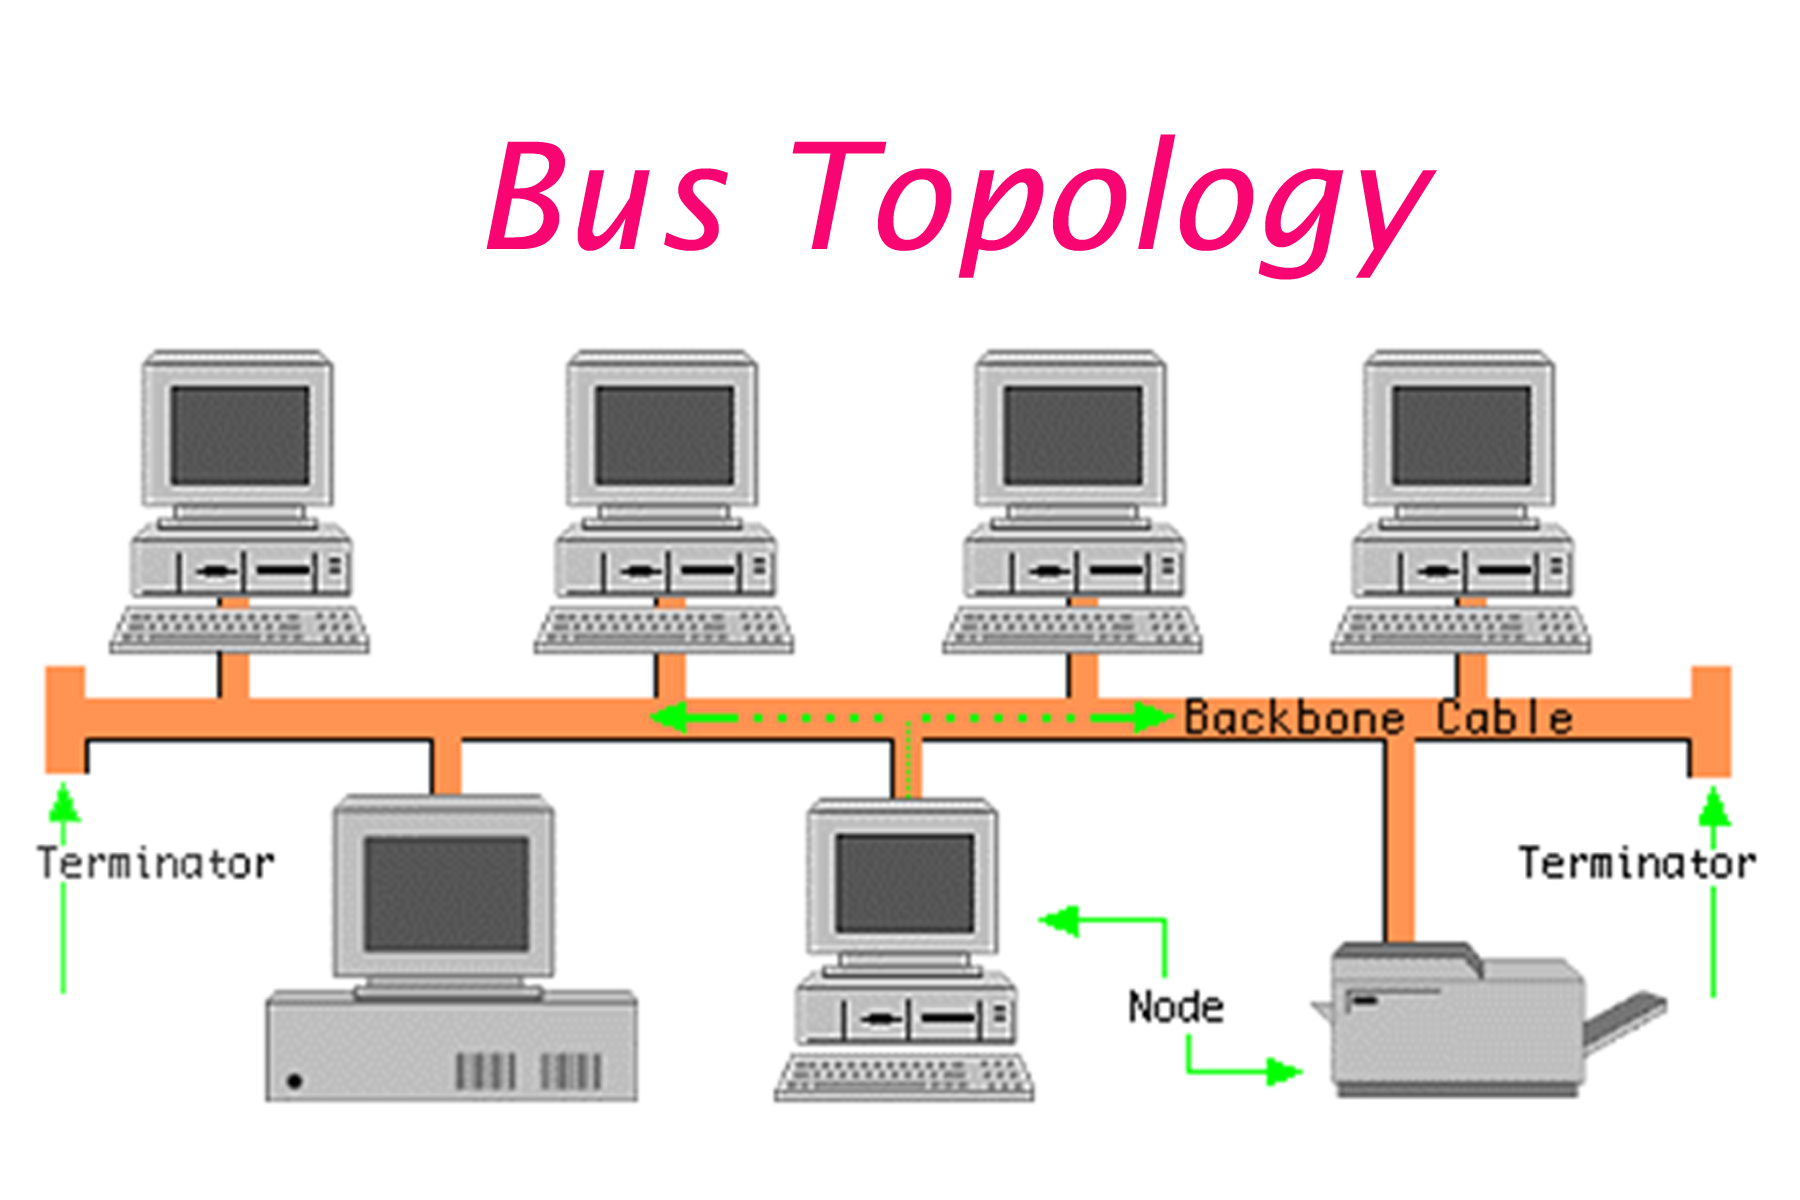 Bus Topology
Backbone Cable
Terminator
Terminator
Node